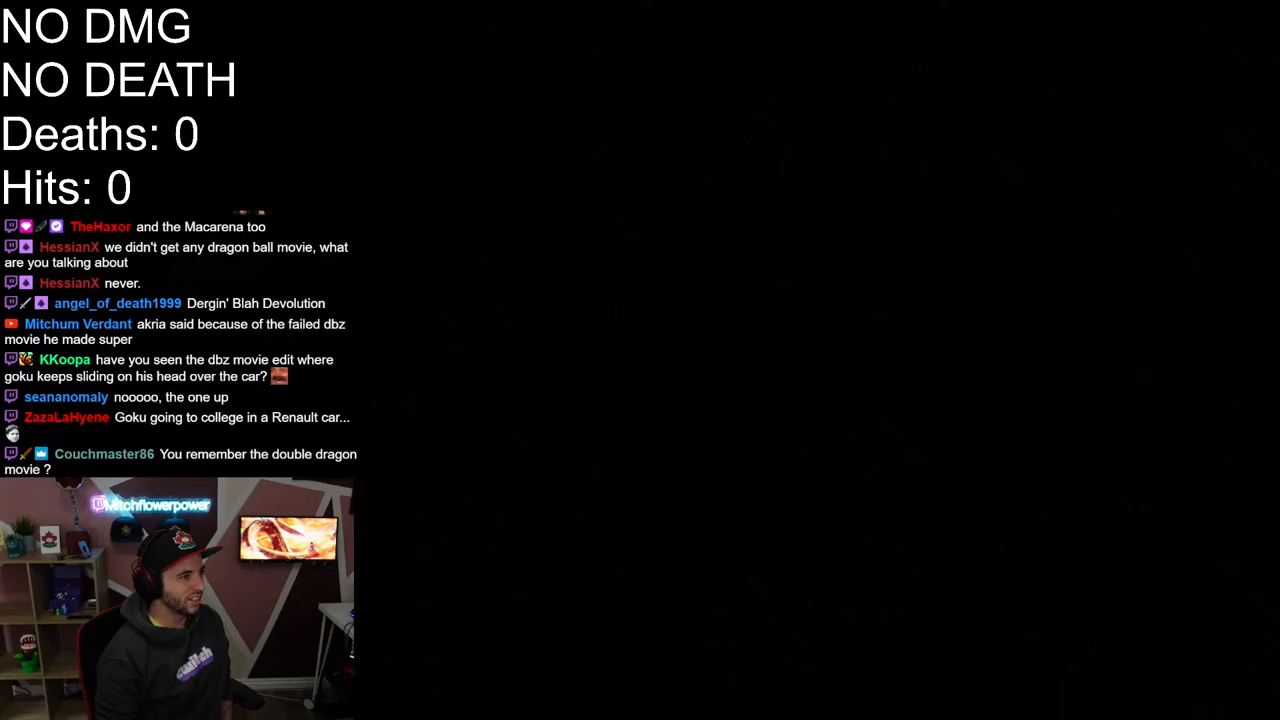 NO DMG
NO DEATH
Deaths: 0
Hits: 0
TheHaxor and the Macarena too
HessianX we didn't get any dragon ball movie, what
are you talking about
HessianX never.
angel_of_death1999 Dergin' Blah Devolution
Mitchum Verdant akria said because of the failed dbz
movie he made super
KKoopa have you seen the dbz movie edit where
goku keeps sliding on his head over the car?
seananomaly nooooo, the one up
ZazaLaHyene Goku going to college in a Renault car...
Couchmaster86 You remember the double dragon
movie ?
Mitchflowerpower
twitch